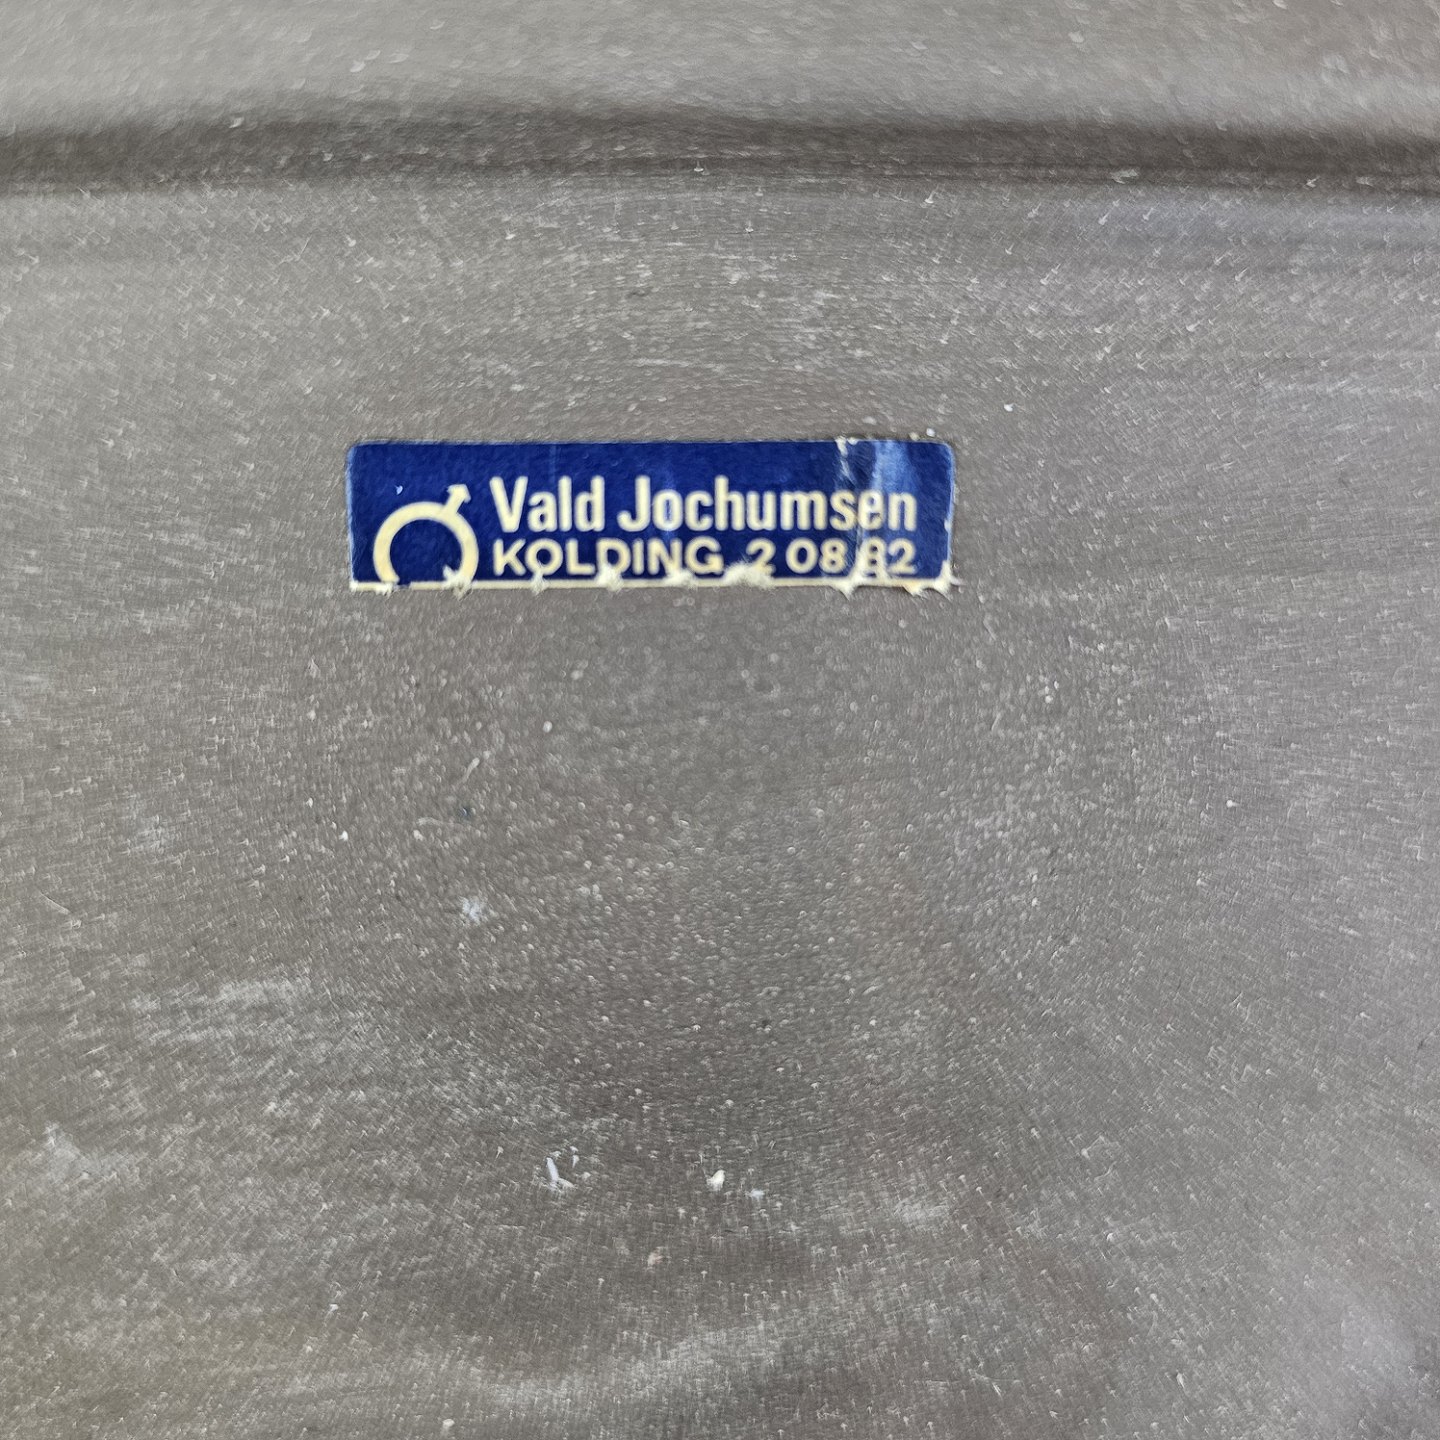 Vald Jochumsen
KOLDING 2 08 82